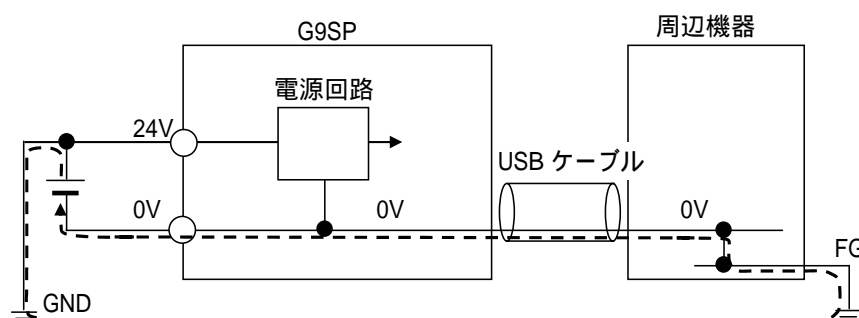 G9SP
周辺機器
電源回路
24V
USB ケーブル
0V
0V
0V
FG
GND